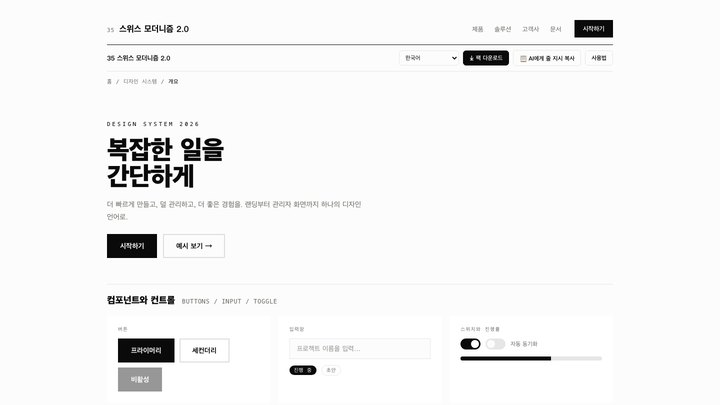 35 스위스 모더니즘 2.0
제품 솔루션 고객사 문서 시작하기
35 스위스 모더니즘 2.0
한국어 팩 다운로드 AI에게 줄 지시 복사 사용법
홈 / 디자인 시스템 / 개요
DESIGN SYSTEM 2026
복잡한 일을
간단하게
더 빠르게 만들고, 덜 관리하고, 더 좋은 경험을. 랜딩부터 관리자 화면까지 하나의 디자인
언어로.
시작하기 예시 보기 →
컴포넌트와 컨트롤 BUTTONS / INPUT / TOGGLE
버튼
프라이머리 세컨더리
비활성
입력창
프로젝트 이름을 입력...
진행 중 초안
스위치와 진행률
자동 동기화